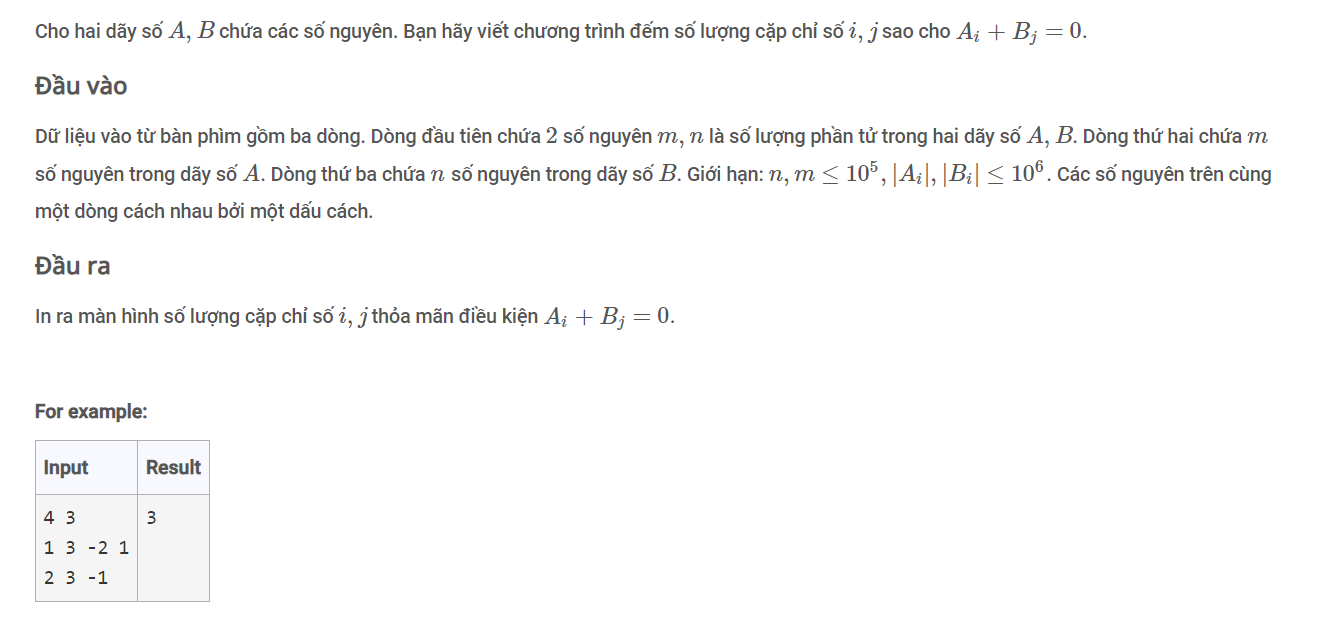 Cho hai dãy số A, B chứa các số nguyên. Bạn hãy viết chương trình đếm số lượng cặp chỉ số i, j sao cho A_i + B_j = 0.
Đầu vào
Dữ liệu vào từ bàn phím gồm ba dòng. Dòng đầu tiên chứa 2 số nguyên m, n là số lượng phần tử trong hai dãy số A, B. Dòng thứ hai chứa m
số nguyên trong dãy số A. Dòng thứ ba chứa n số nguyên trong dãy số B. Giới hạn: n, m ≤ 10^5, |A_i|, |B_i| ≤ 10^6. Các số nguyên trên cùng
một dòng cách nhau bởi một dấu cách.
Đầu ra
In ra màn hình số lượng cặp chỉ số i, j thỏa mãn điều kiện A_i + B_j = 0.
For example:
Input Result
4 3 3
1 3 -2 1
2 3 -1